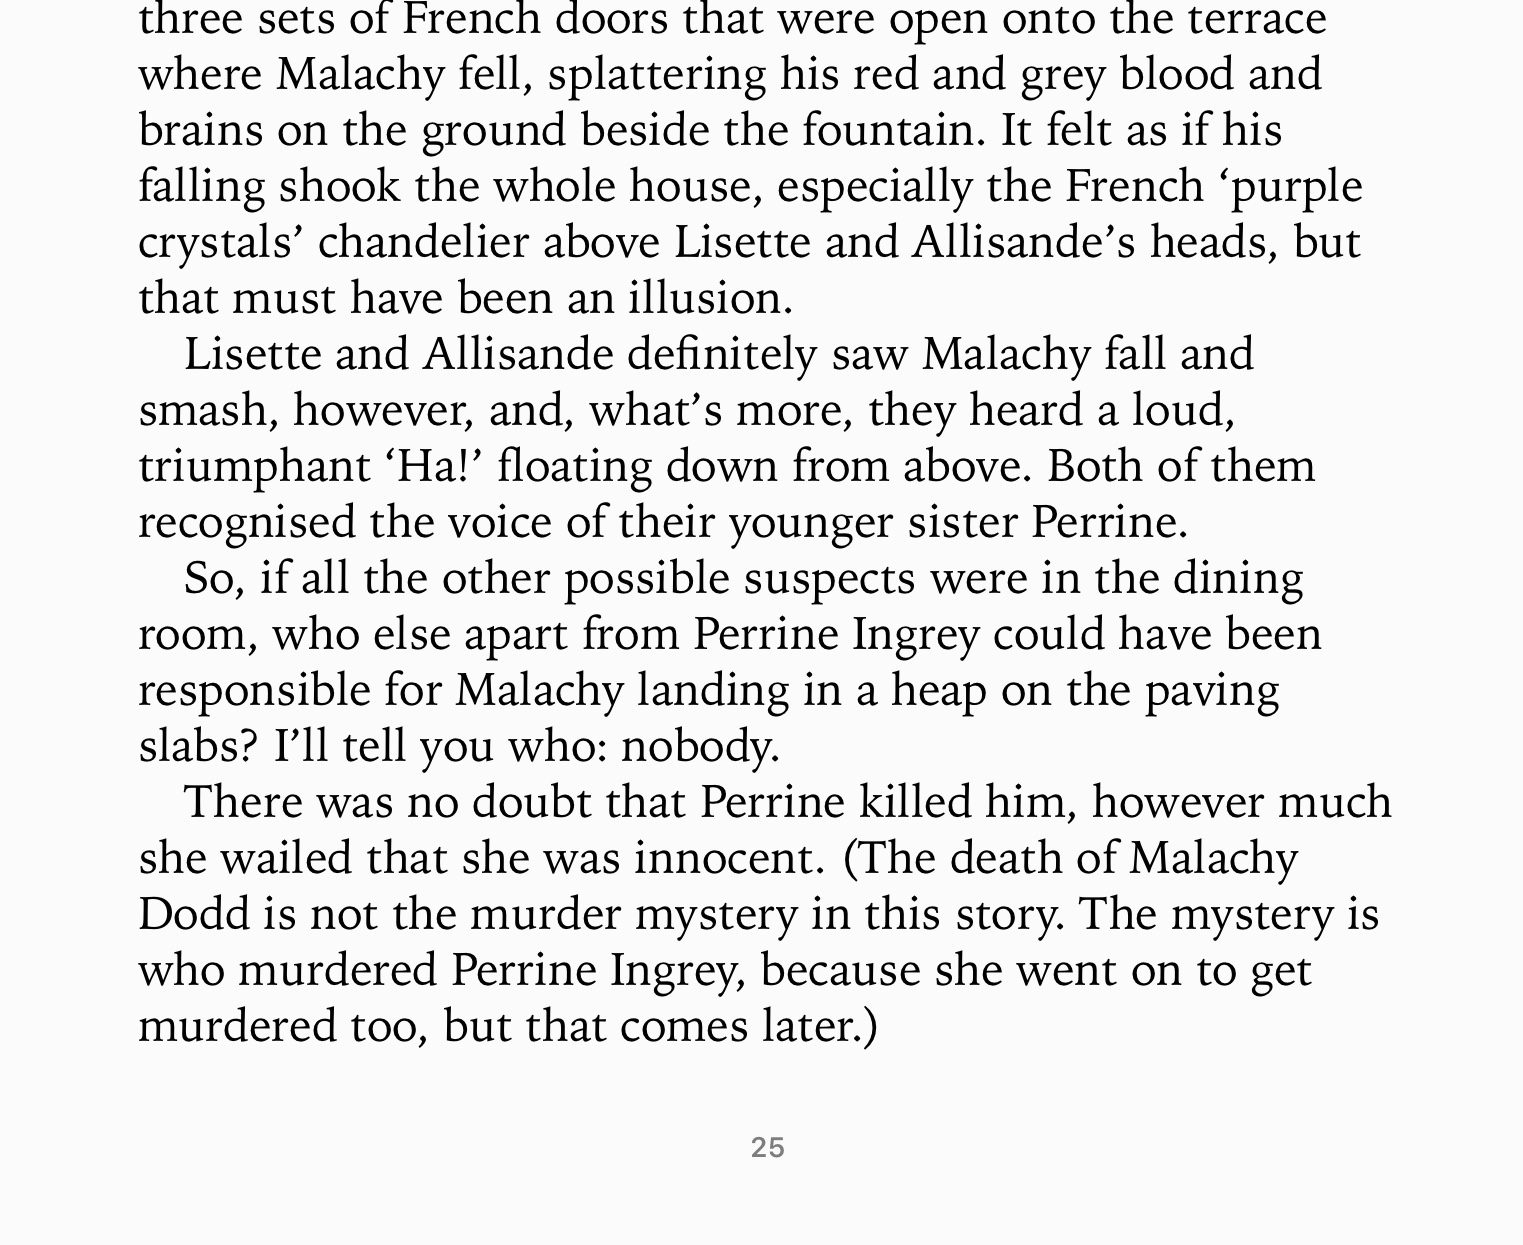 three sets of French doors that were open onto the terrace
where Malachy fell, splattering his red and grey blood and
brains on the ground beside the fountain. It felt as if his
falling shook the whole house, especially the French ‘purple
crystals’ chandelier above Lisette and Allisande’s heads, but
that must have been an illusion.
Lisette and Allisande definitely saw Malachy fall and
smash, however, and, what’s more, they heard a loud,
triumphant ‘Ha!’ floating down from above. Both of them
recognised the voice of their younger sister Perrine.
So, if all the other possible suspects were in the dining
room, who else apart from Perrine Ingrey could have been
responsible for Malachy landing in a heap on the paving
slabs? I’ll tell you who: nobody.
There was no doubt that Perrine killed him, however much
she wailed that she was innocent. (The death of Malachy
Dodd is not the murder mystery in this story. The mystery is
who murdered Perrine Ingrey, because she went on to get
murdered too, but that comes later.)
25